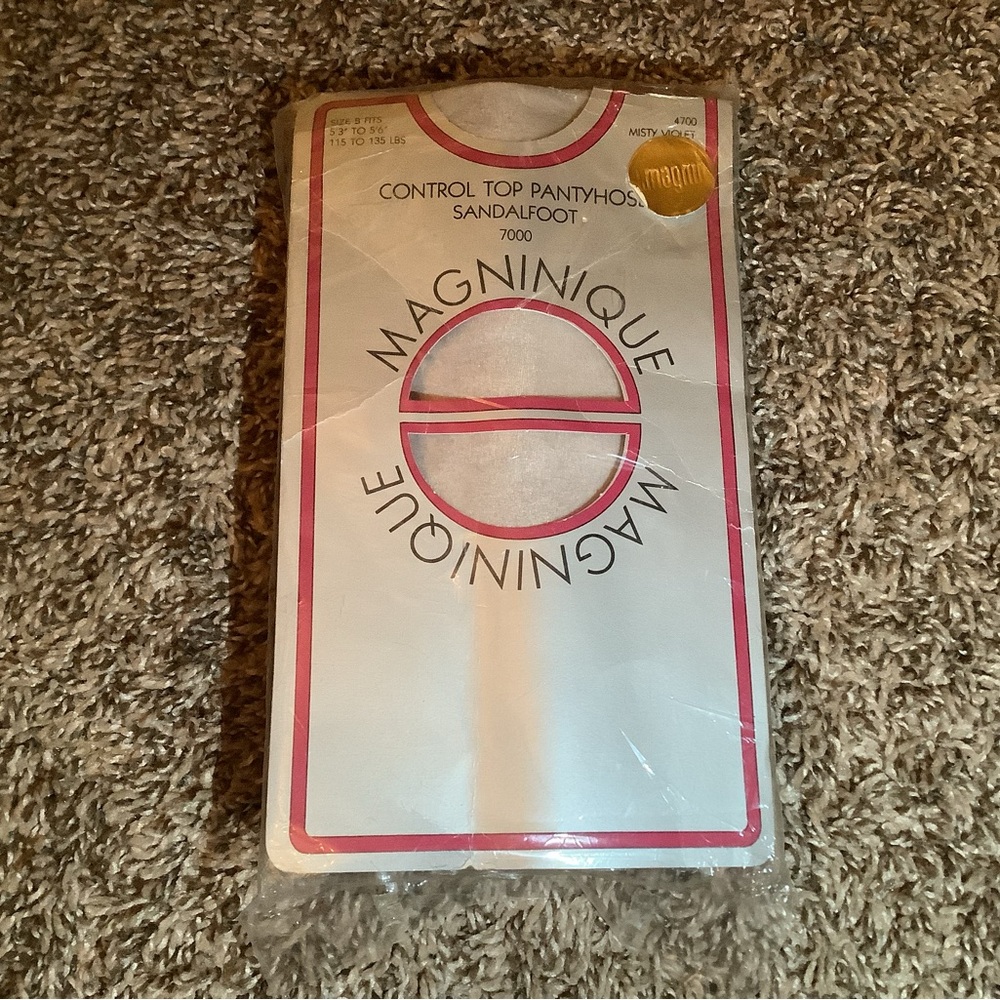 SIZE B FITS
5'3" TO 5'6"
115 TO 135 LBS
4700
MISTY VIOLET
magnin
CONTROL TOP PANTYHOSE
SANDALFOOT
7000
MAGNINIQUE
MAGNINIQUE